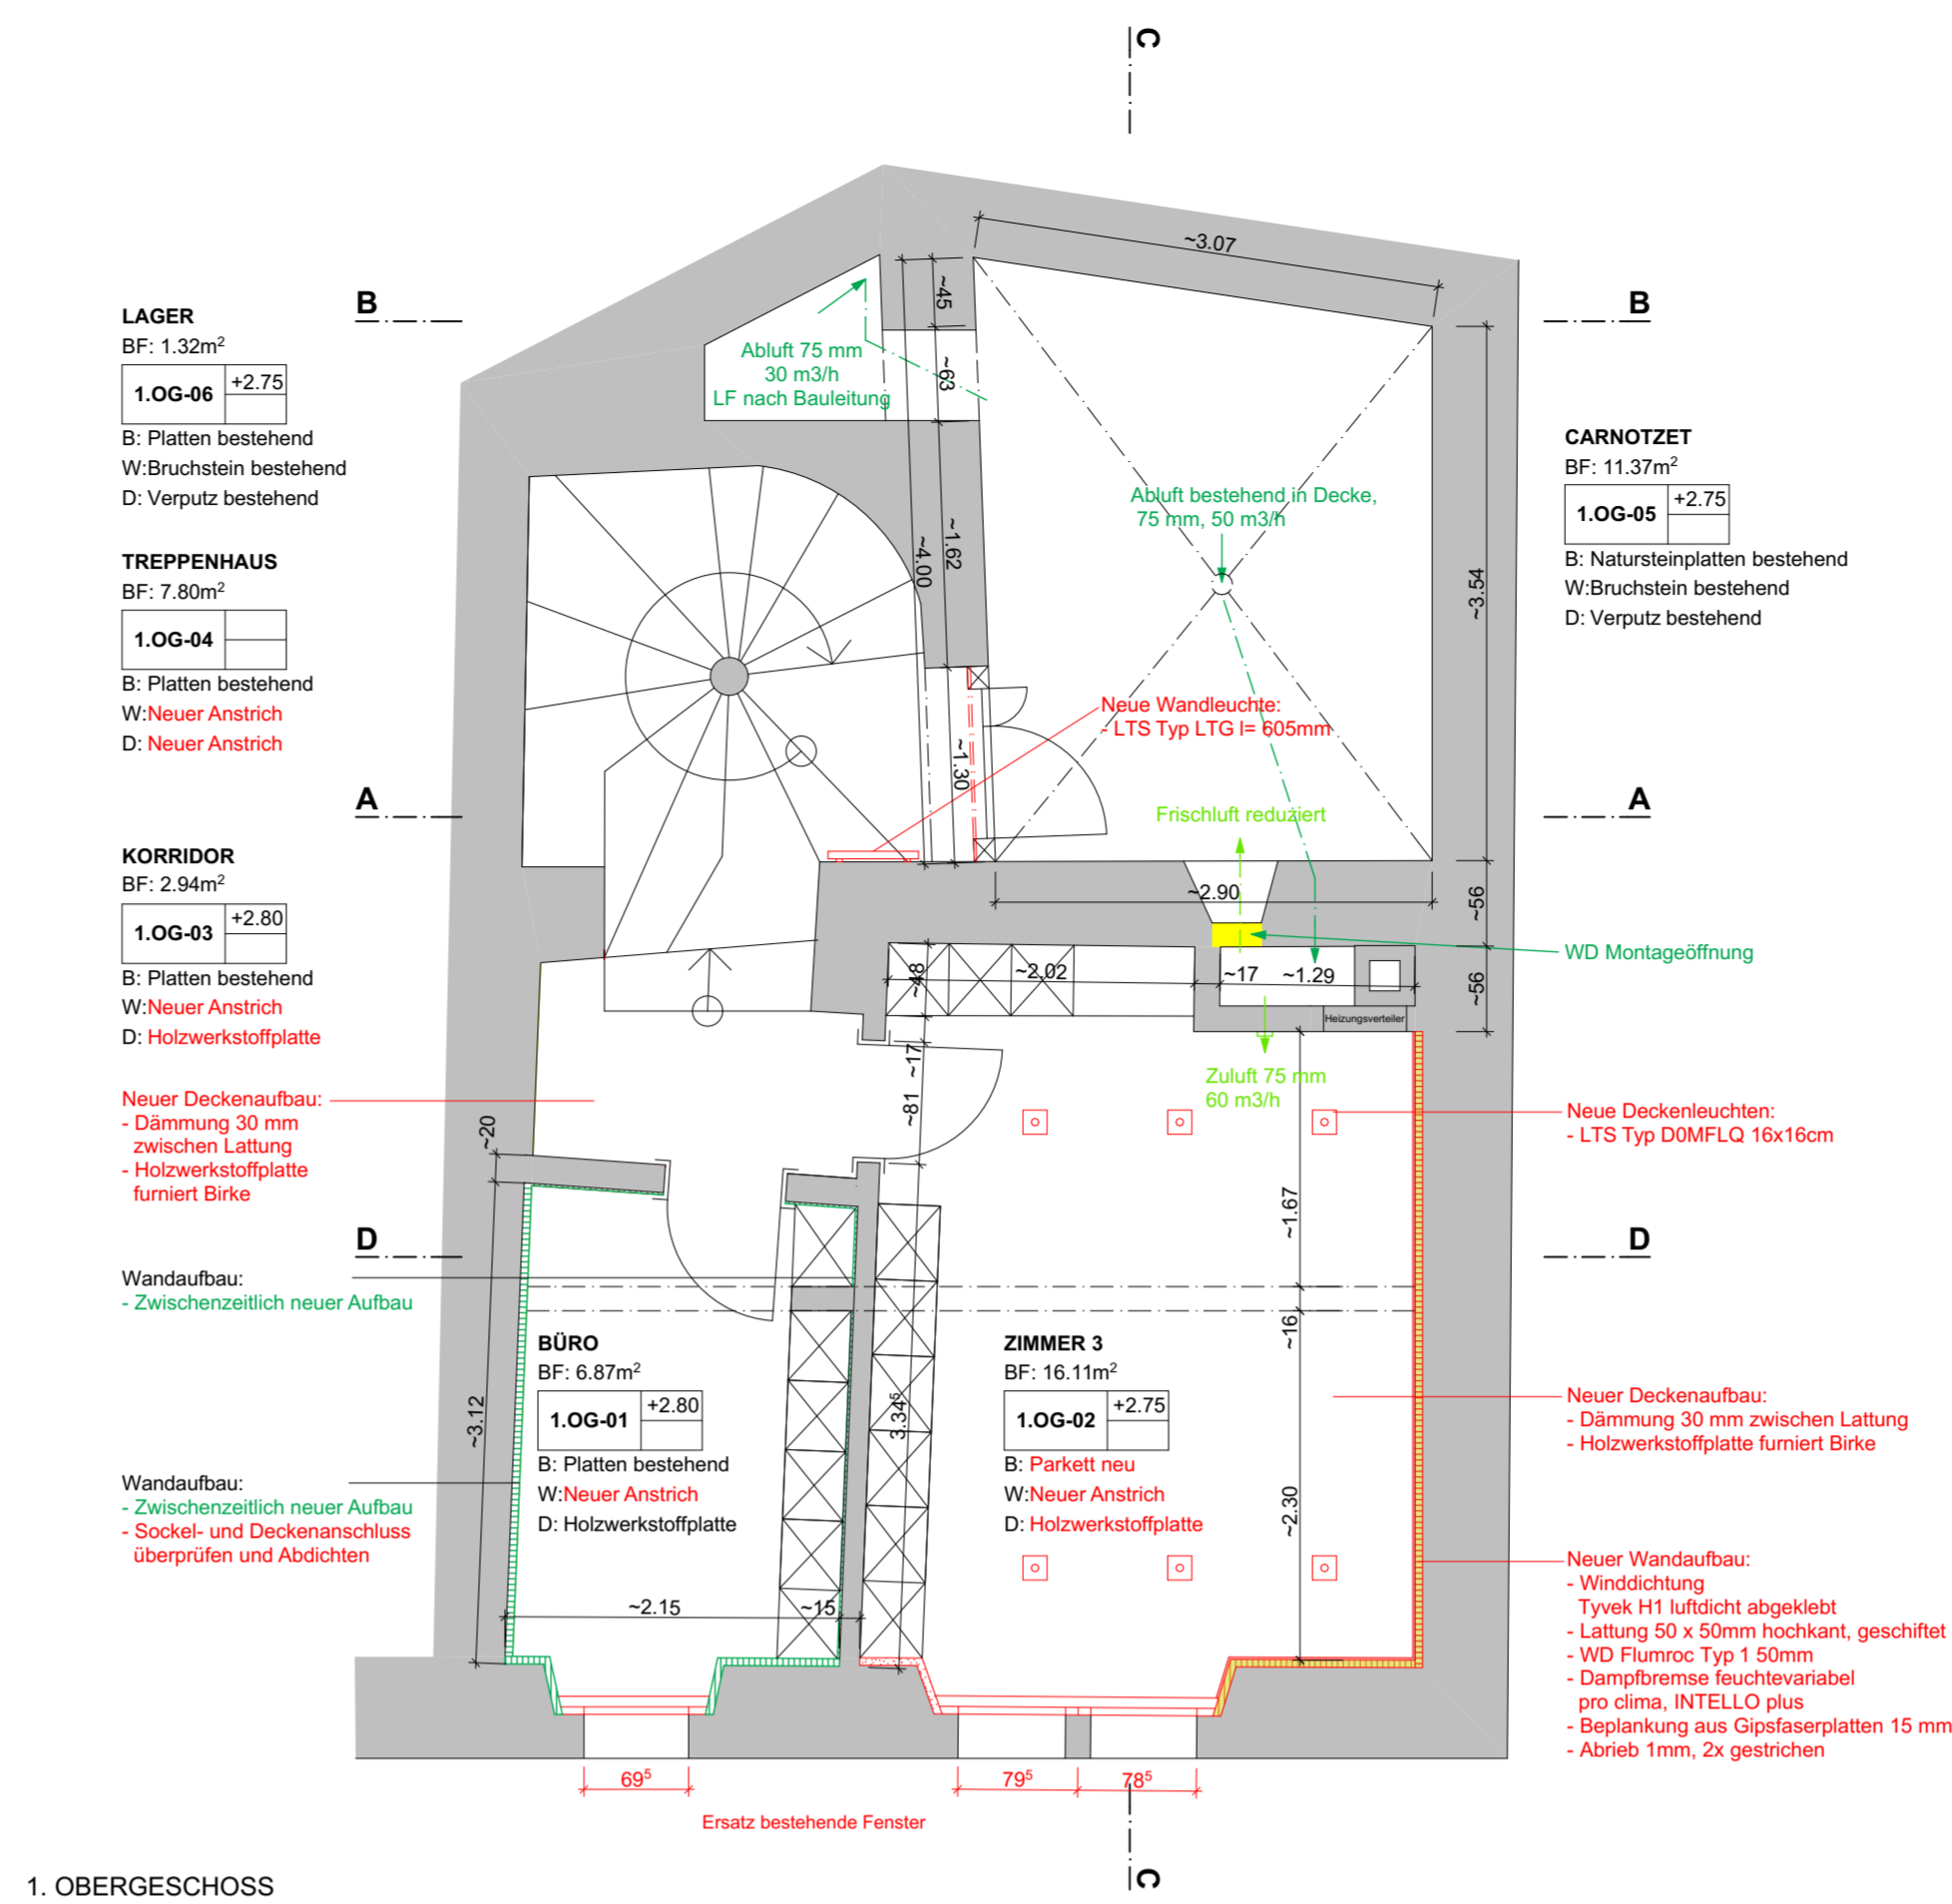 C
~3.07
LAGER
BF: 1.32m²
1.OG-06
+2.75
B: Platten bestehend
W:Bruchstein bestehend
D: Verputz bestehend
B
B
~45
~63
Abluft 75 mm
30 m3/h
LF nach Bauleitung
CARNOTZET
BF: 11.37m²
1.OG-05
+2.75
B: Natursteinplatten bestehend
W:Bruchstein bestehend
D: Verputz bestehend
Abluft bestehend in Decke,
75 mm, 50 m3/h
TREPPENHAUS
BF: 7.80m²
1.OG-04
B: Platten bestehend
W:Neuer Anstrich
D: Neuer Anstrich
~4.00
~1.62
~3.54
Neue Wandleuchte:
- LTS Typ LTG l= 605mm
~1.30
A
A
Frischluft reduziert
KORRIDOR
BF: 2.94m²
1.OG-03
+2.80
B: Platten bestehend
W:Neuer Anstrich
D: Holzwerkstoffplatte
~2.90
~56
WD Montageöffnung
~48
~2.02
~17
~1.29
~56
Heizungsverteiler
~17
~81
Zuluft 75 mm
60 m3/h
Neuer Deckenaufbau:
- Dämmung 30 mm
zwischen Lattung
- Holzwerkstoffplatte
furniert Birke
~20
Neue Deckenleuchten:
- LTS Typ D0MFLQ 16x16cm
~1.67
D
D
Wandaufbau:
- Zwischenzeitlich neuer Aufbau
~16
BÜRO
BF: 6.87m²
1.OG-01
+2.80
B: Platten bestehend
W:Neuer Anstrich
D: Holzwerkstoffplatte
ZIMMER 3
BF: 16.11m²
1.OG-02
+2.75
B: Parkett neu
W:Neuer Anstrich
D: Holzwerkstoffplatte
~3.12
3.34⁵
Neuer Deckenaufbau:
- Dämmung 30 mm zwischen Lattung
- Holzwerkstoffplatte furniert Birke
~2.30
Wandaufbau:
- Zwischenzeitlich neuer Aufbau
- Sockel- und Deckenanschluss
überprüfen und Abdichten
~2.15
~15
Neuer Wandaufbau:
- Winddichtung
Tyvek H1 luftdicht abgeklebt
- Lattung 50 x 50mm hochkant, geschiftet
- WD Flumroc Typ 1 50mm
- Dampfbremse feuchtevariabel
pro clima, INTELLO plus
- Beplankung aus Gipsfaserplatten 15 mm
- Abrieb 1mm, 2x gestrichen
69⁵
79⁵
78⁵
Ersatz bestehende Fenster
C
1. OBERGESCHOSS